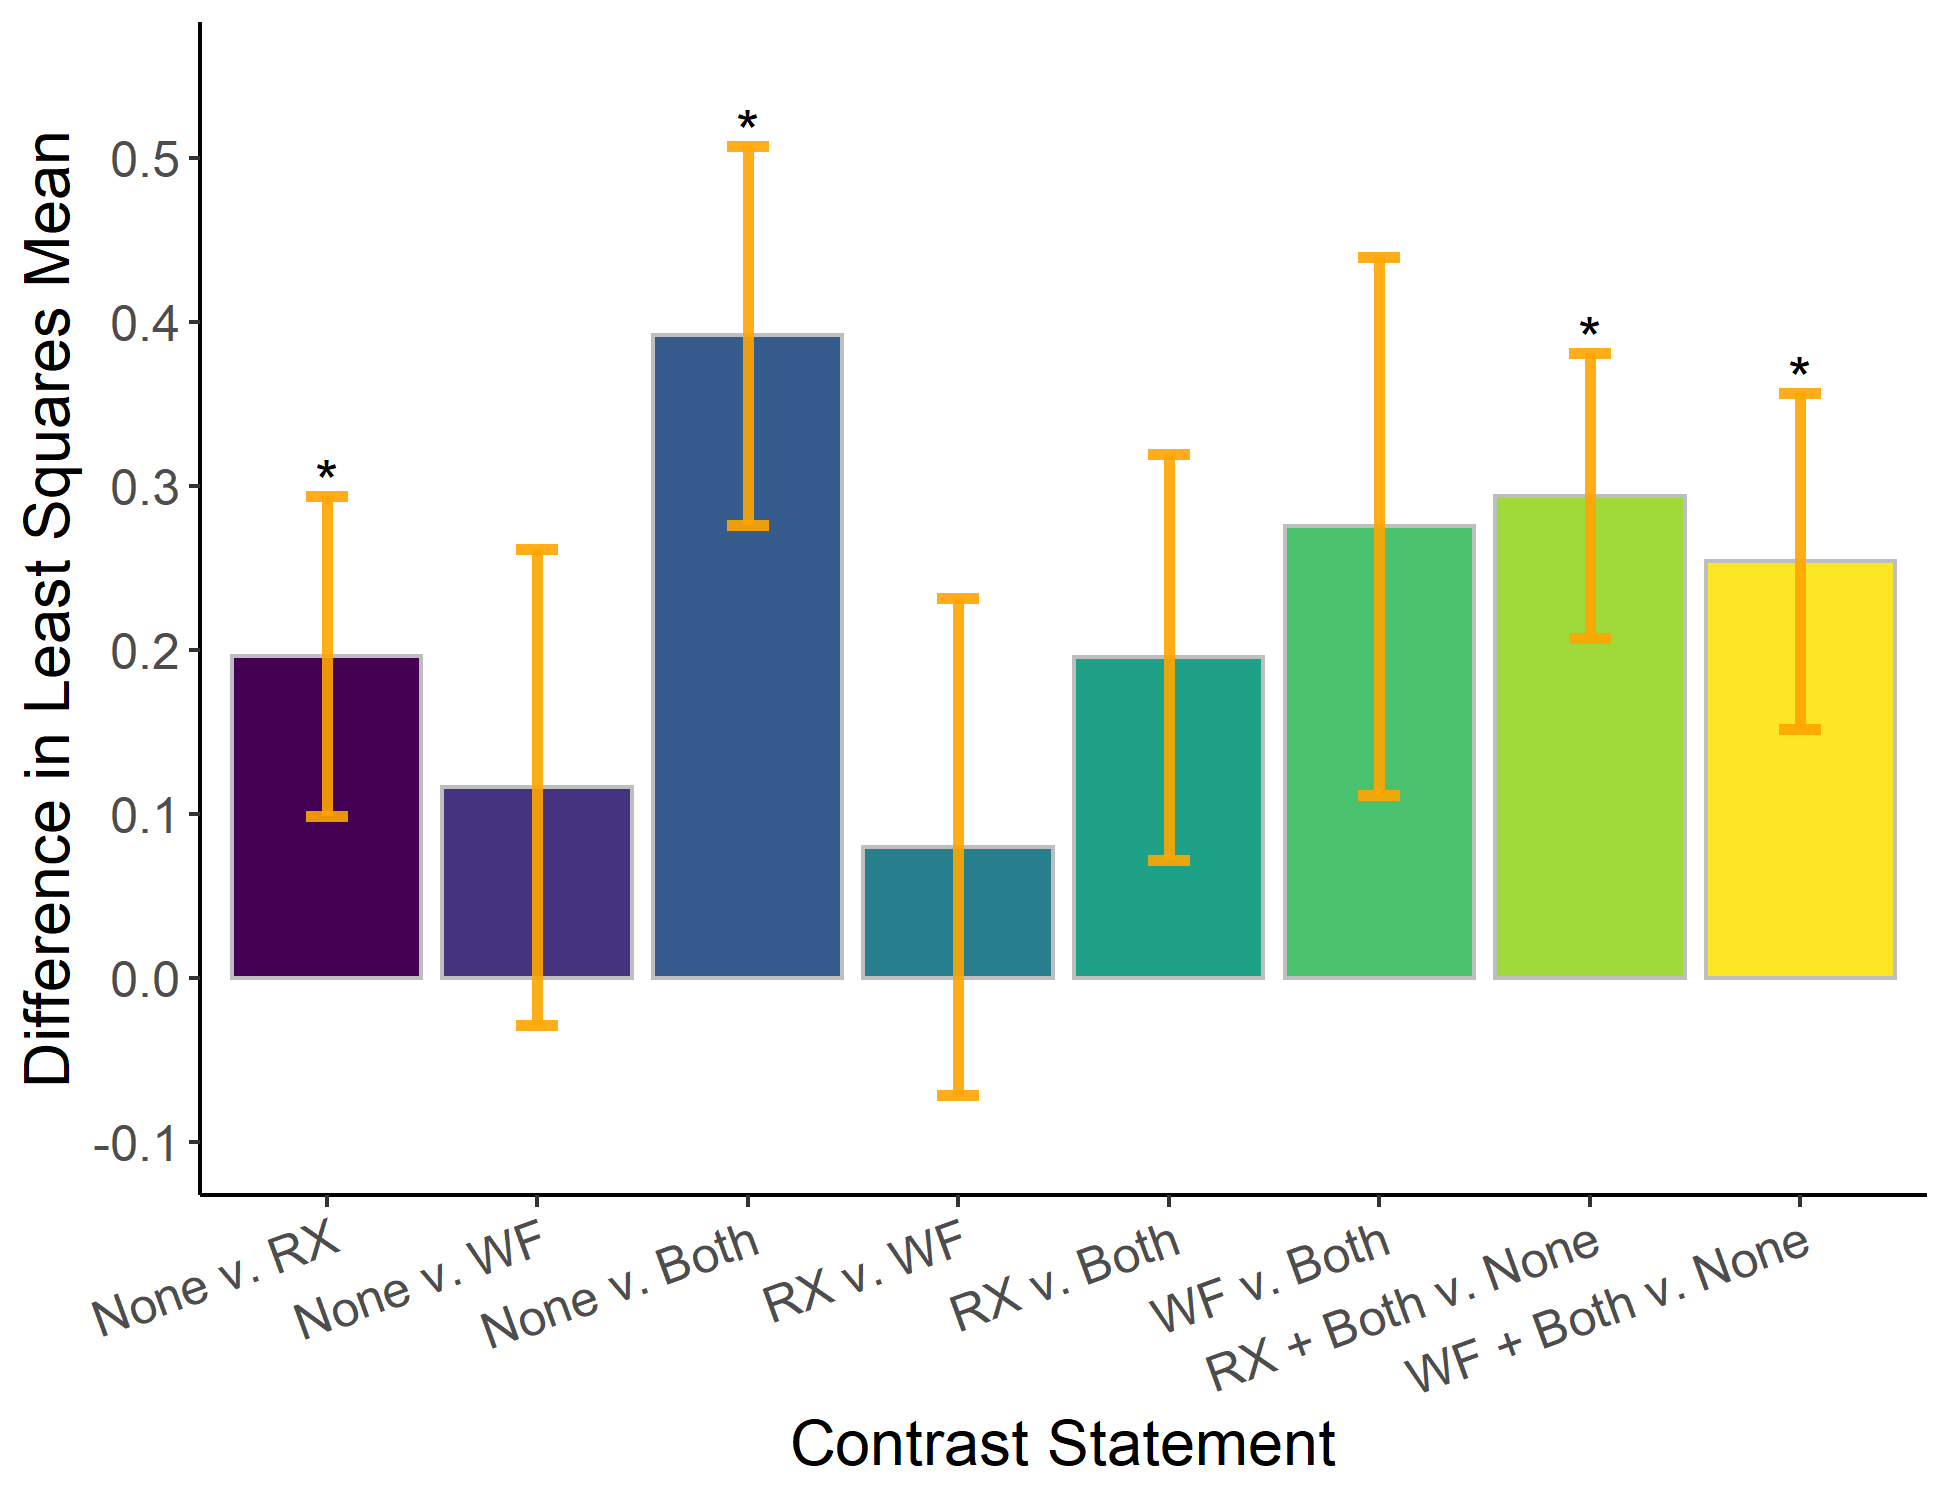 Difference in Least Squares Mean
0.5
0.4
0.3
0.2
0.1
0.0
-0.1
*
*
*
*
None v. RX
None v. WF
None v. Both
RX v. WF
RX v. Both
WF v. Both
RX + Both v. None
WF + Both v. None
Contrast Statement